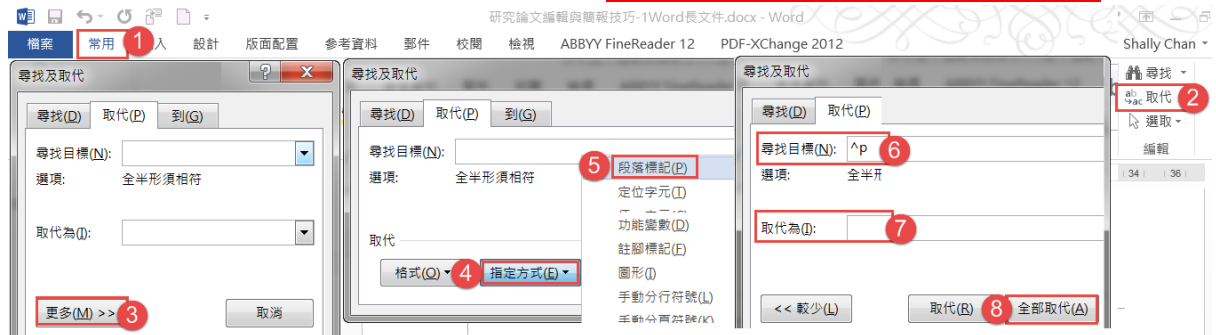 研究論文編輯與簡報技巧-1Word長文件.docx - Word
檔案 常用 1 入 設計 版面配置 參考資料 郵件 校閱 檢視 ABBYY FineReader 12 PDF-XChange 2012 Shally Chan
尋找及取代
尋找(D) 取代(P) 到(G)
尋找目標(N):
選項: 全半形須相符
取代為(I):
更多(M) >> 3 取消
尋找及取代
尋找(D) 取代(P) 到(G)
尋找目標(N):
選項: 全半形須相符
取代
格式(O) 4 指定方式(E)
5 段落標記(P)
定位字元(T)
功能變數(D)
註腳標記(F)
圖形(I)
手動分行符號(L)
手動分頁符號(K)
尋找及取代
尋找(D) 取代(P)
尋找目標(N): ^p 6
選項: 全半形
取代為(I): 7
<< 較少(L) 取代(R) 8 全部取代(A)
尋找
取代 2
選取
編輯
34 36